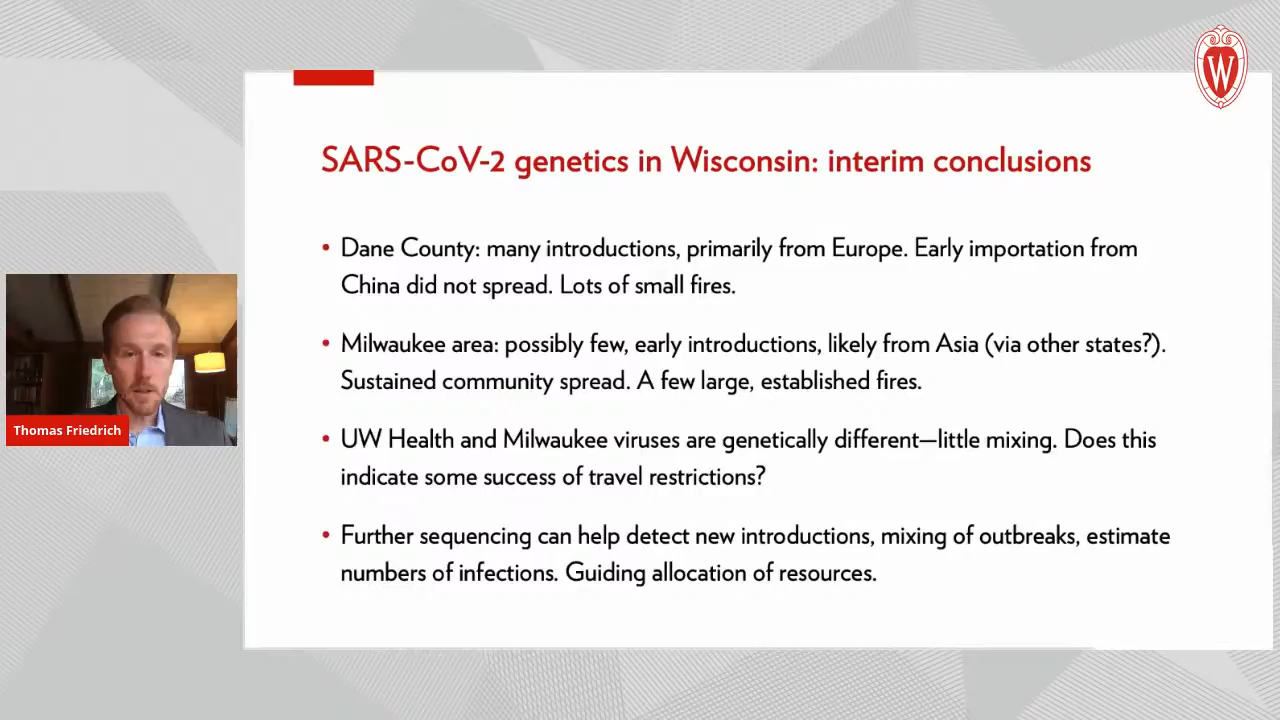 W
SARS-CoV-2 genetics in Wisconsin: interim conclusions
• Dane County: many introductions, primarily from Europe. Early importation from
China did not spread. Lots of small fires.
• Milwaukee area: possibly few, early introductions, likely from Asia (via other states?).
Sustained community spread. A few large, established fires.
• UW Health and Milwaukee viruses are genetically different—little mixing. Does this
indicate some success of travel restrictions?
• Further sequencing can help detect new introductions, mixing of outbreaks, estimate
numbers of infections. Guiding allocation of resources.
Thomas Friedrich